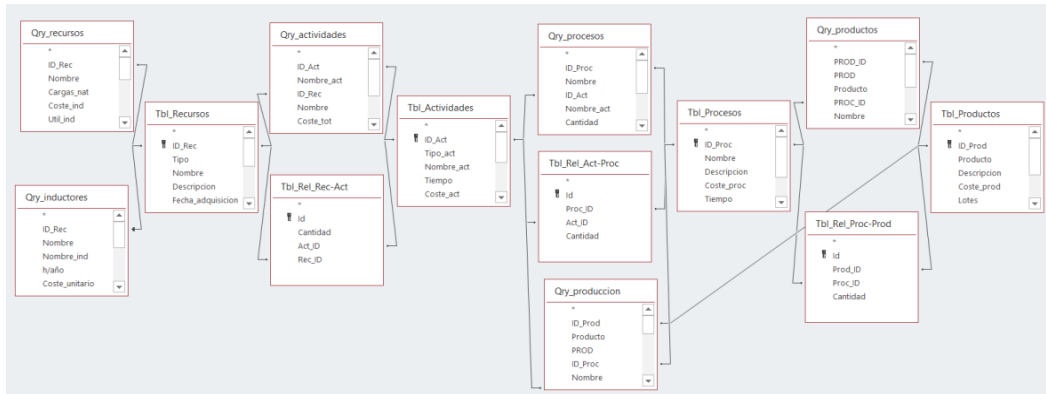 Qry_recursos
*
ID_Rec
Nombre
Cargas_nat
Coste_ind
Util_ind
Qry_inductores
*
ID_Rec
Nombre
Nombre_ind
h/año
Coste_unitario
Tbl_Recursos
*
ID_Rec
Tipo
Nombre
Descripcion
Fecha_adquisicion
Qry_actividades
*
ID_Act
Nombre_act
ID_Rec
Nombre
Coste_tot
Tbl_Rel_Rec-Act
*
Id
Cantidad
Act_ID
Rec_ID
Tbl_Actividades
*
ID_Act
Tipo_act
Nombre_act
Tiempo
Coste_act
Qry_procesos
*
ID_Proc
Nombre
ID_Act
Nombre_act
Cantidad
Tbl_Rel_Act-Proc
*
Id
Proc_ID
Act_ID
Cantidad
Qry_produccion
*
ID_Prod
Producto
PROD
ID_Proc
Nombre
Tbl_Procesos
*
ID_Proc
Nombre
Descripcion
Coste_proc
Tiempo
Qry_productos
*
PROD_ID
PROD
Producto
PROC_ID
Nombre
Tbl_Rel_Proc-Prod
*
Id
Prod_ID
Proc_ID
Cantidad
Tbl_Productos
*
ID_Prod
Producto
Descripcion
Coste_prod
Lotes